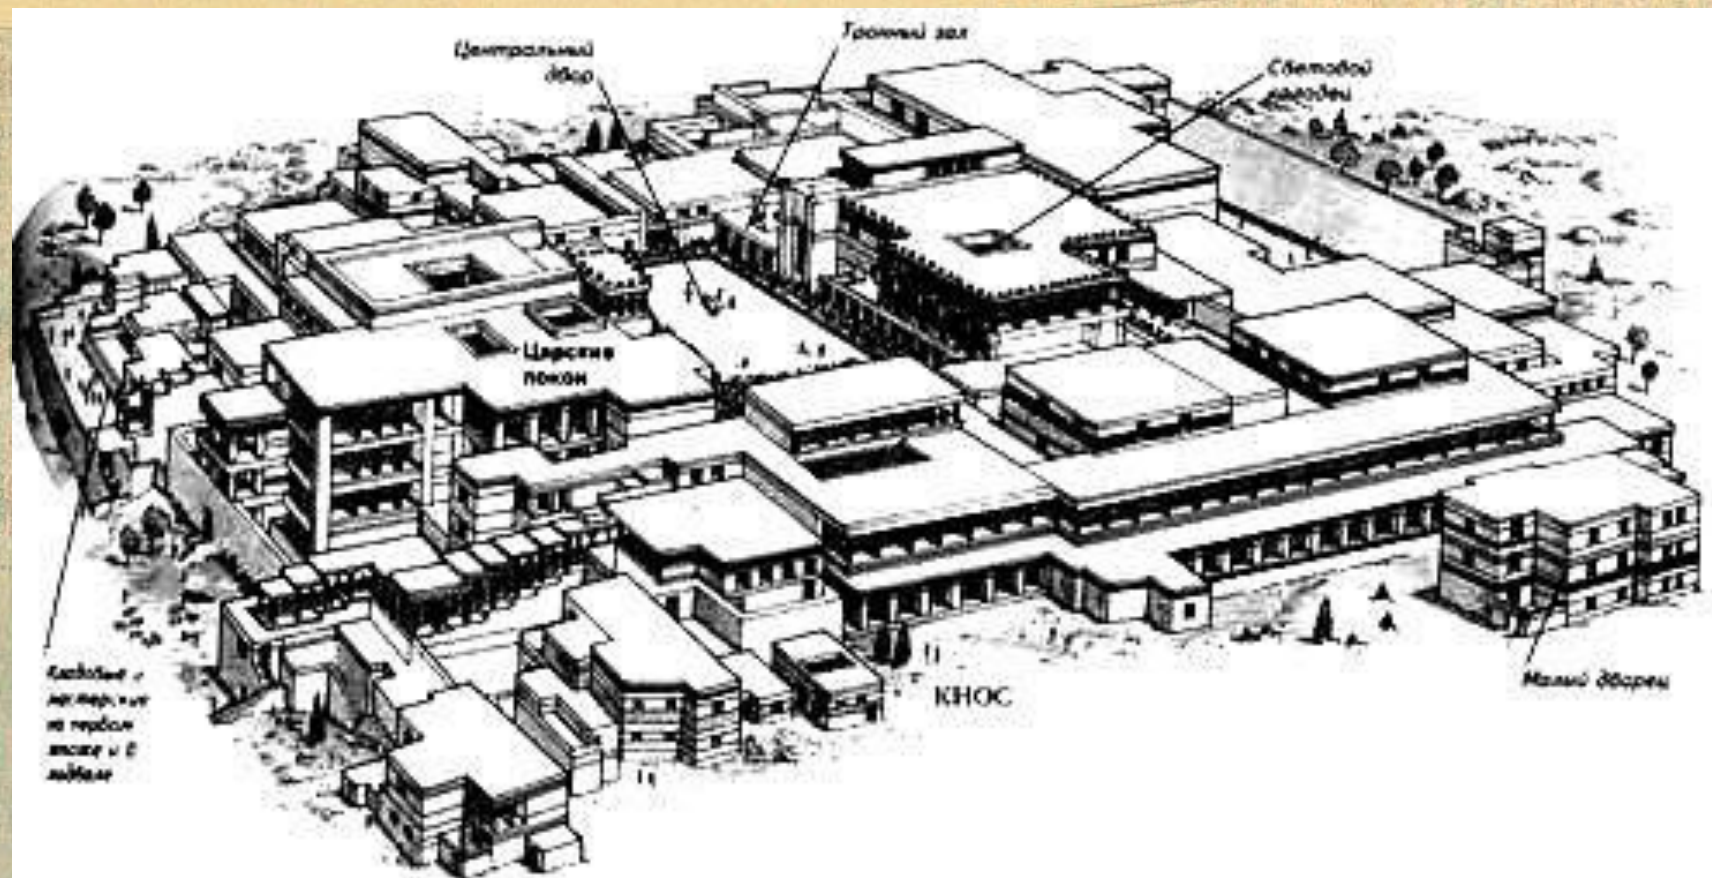 Тронный зал
Центральный
двор
Световой
колодец
Царские
покои
Кладовые и
мастерские
на первом
этаже и в
подвале
КНОС
Малый дворец